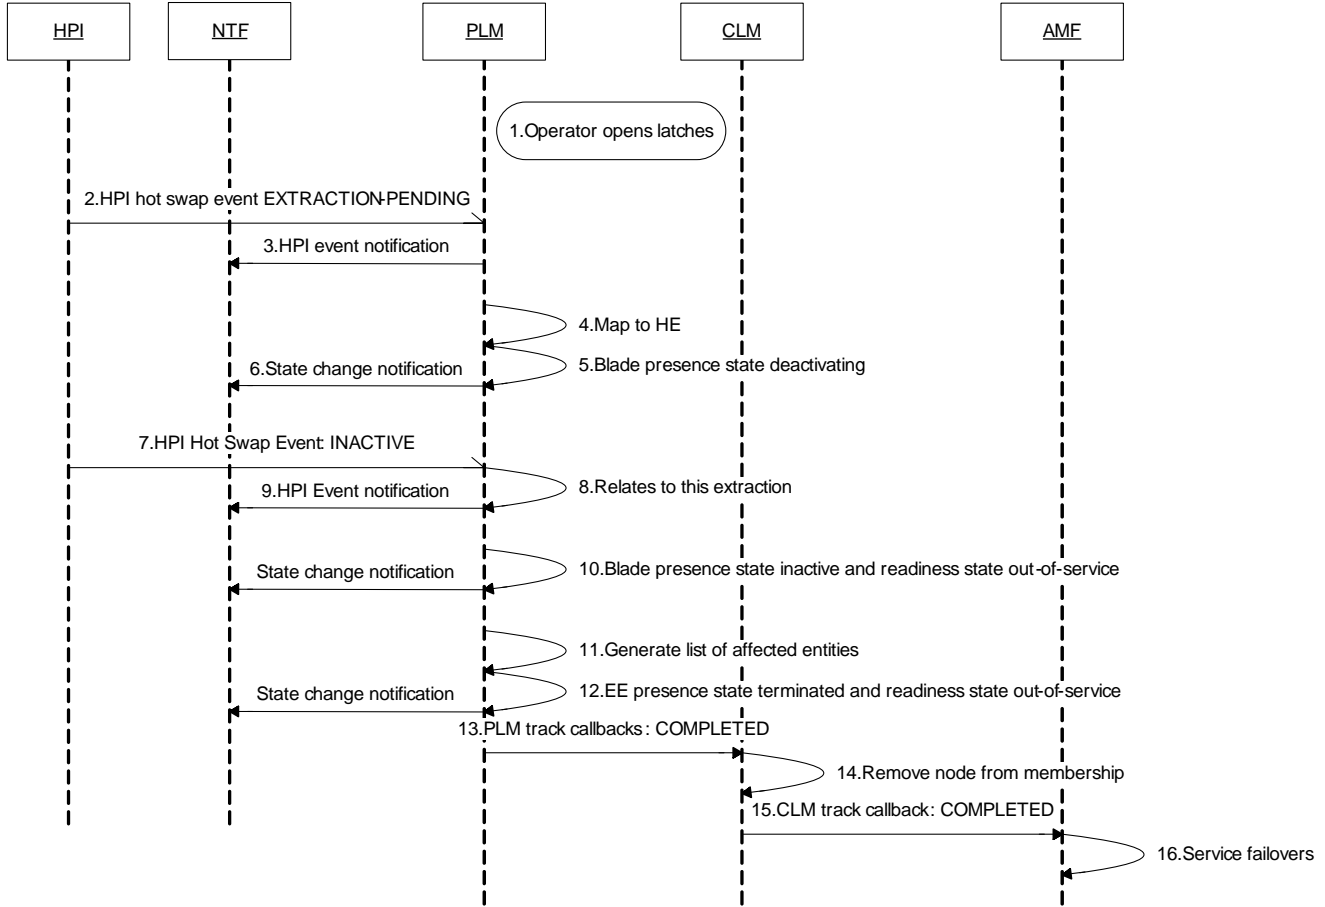 HPI
NTF
PLM
CLM
AMF
1.Operator opens latches
2.HPI hot swap event EXTRACTION-PENDING
3.HPI event notification
4.Map to HE
5.Blade presence state deactivating
6.State change notification
7.HPI Hot Swap Event: INACTIVE
8.Relates to this extraction
9.HPI Event notification
State change notification
10.Blade presence state inactive and readiness state out-of-service
11.Generate list of affected entities
State change notification
12.EE presence state terminated and readiness state out-of-service
13.PLM track callbacks: COMPLETED
14.Remove node from membership
15.CLM track callback: COMPLETED
16.Service failovers